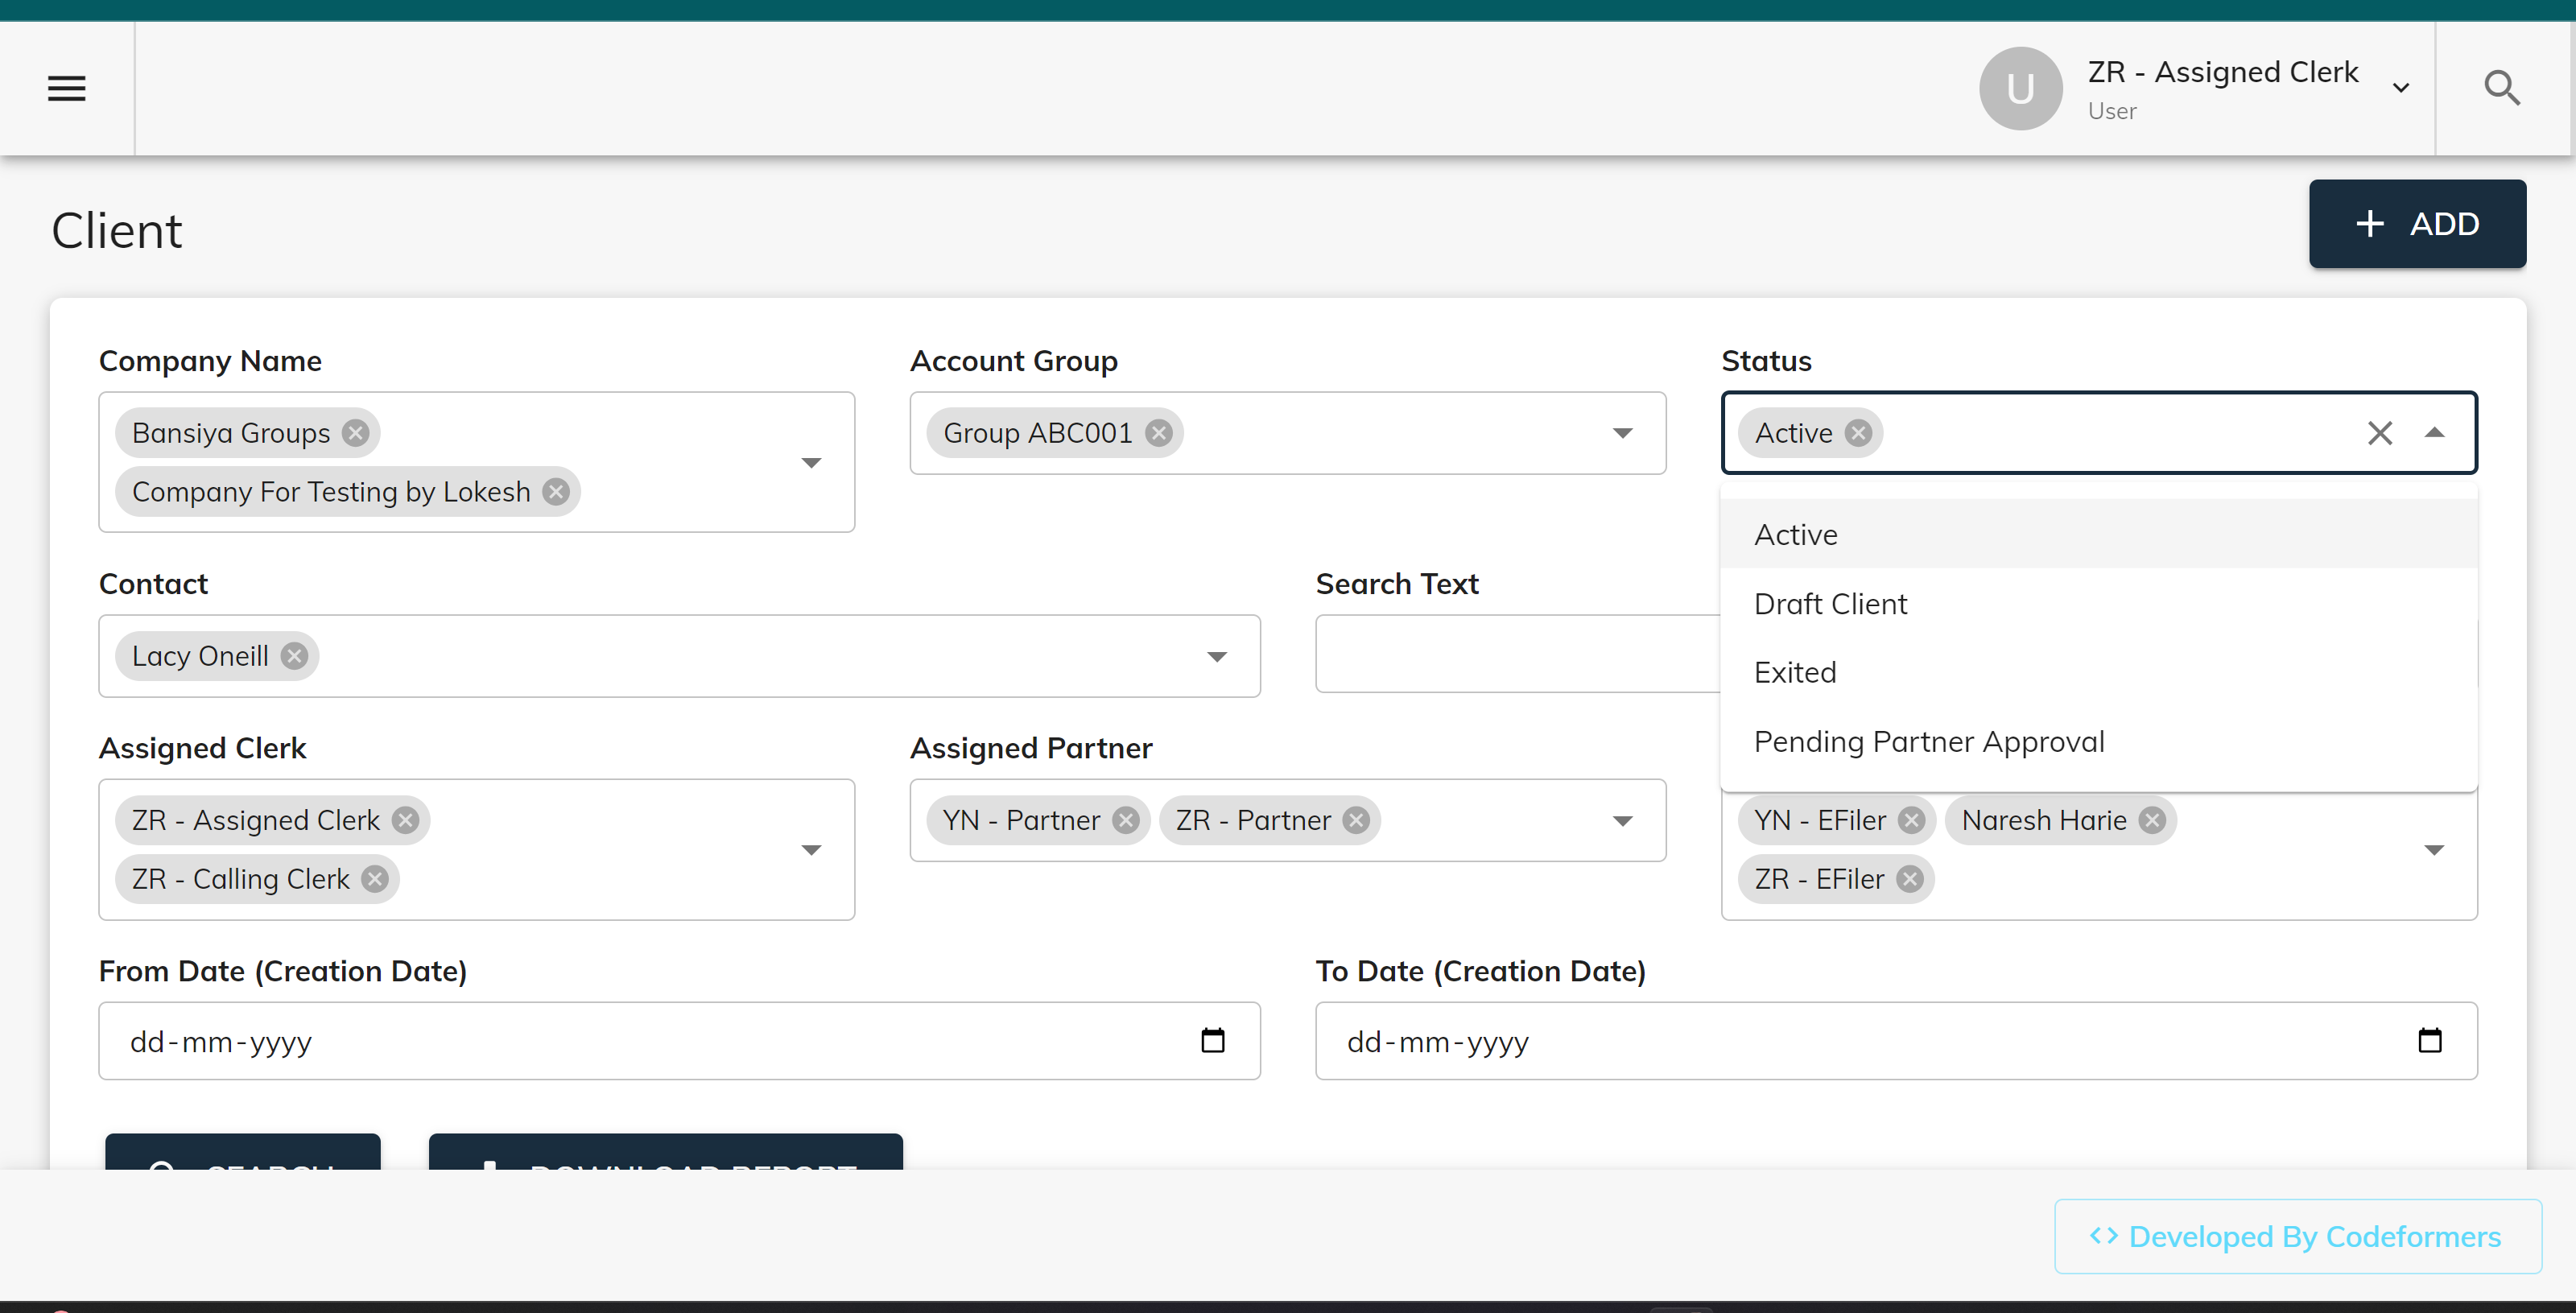 U
ZR - Assigned Clerk
User
Client
ADD
Company Name
Bansiya Groups
Company For Testing by Lokesh
Account Group
Group ABC001
Status
Active
Active
Draft Client
Exited
Pending Partner Approval
Contact
Lacy Oneill
Search Text
Assigned Clerk
ZR - Assigned Clerk
ZR - Calling Clerk
Assigned Partner
YN - Partner ZR - Partner
YN - EFiler Naresh Harie
ZR - EFiler
From Date (Creation Date)
dd-mm-yyyy
To Date (Creation Date)
dd-mm-yyyy
SEARCH
DOWNLOAD REPORT
<> Developed By Codeformers